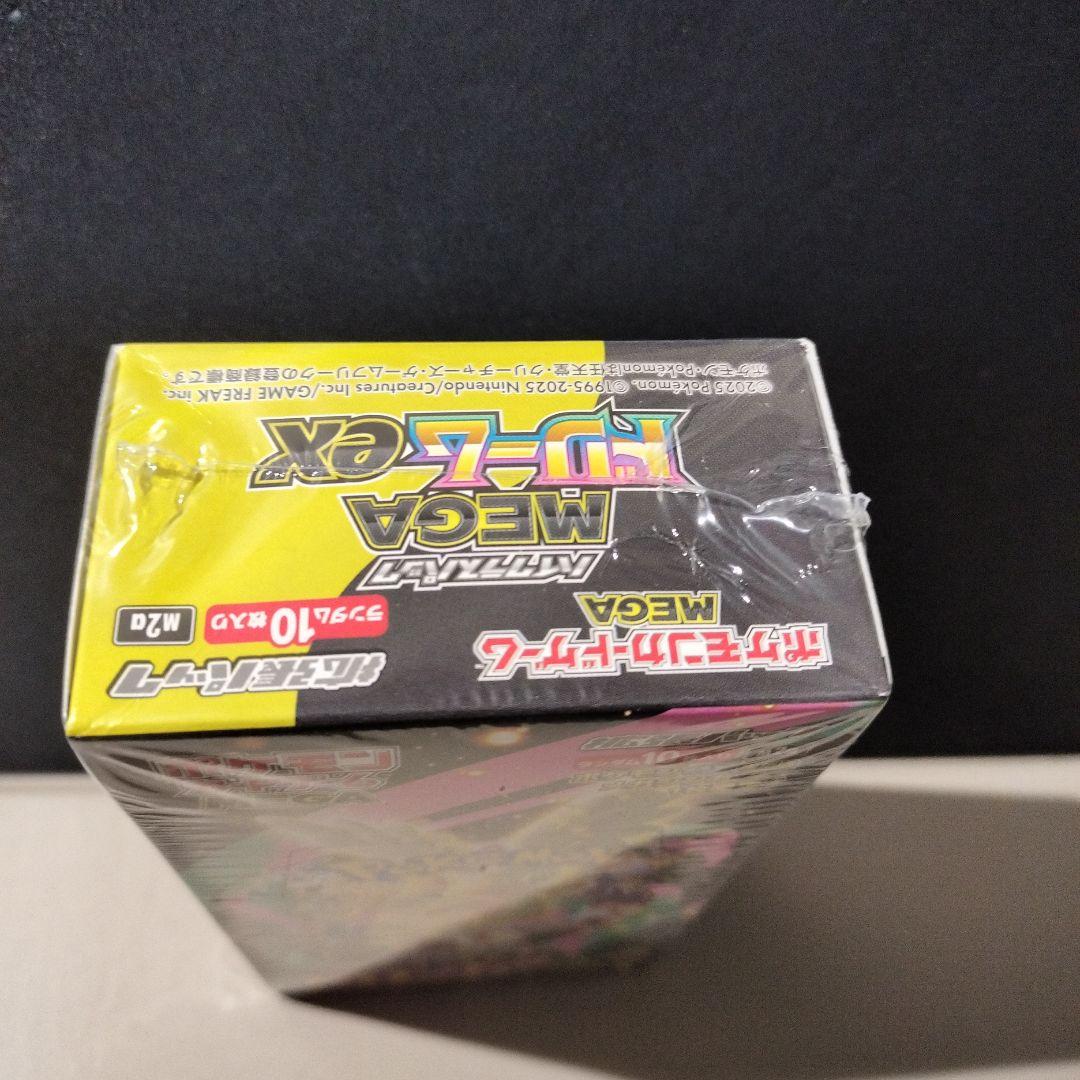 拡張パック
ポケモンカードゲーム
MEGA
ランダム10枚入り
M2a
ハイクラスパック
MEGA
ドリームex
©2025 Pokémon. ©1995-2025 Nintendo/Creatures Inc./GAME FREAK inc.
ポケモン・Pokémonは任天堂・クリーチャーズ・ゲームフリークの登録商標です。